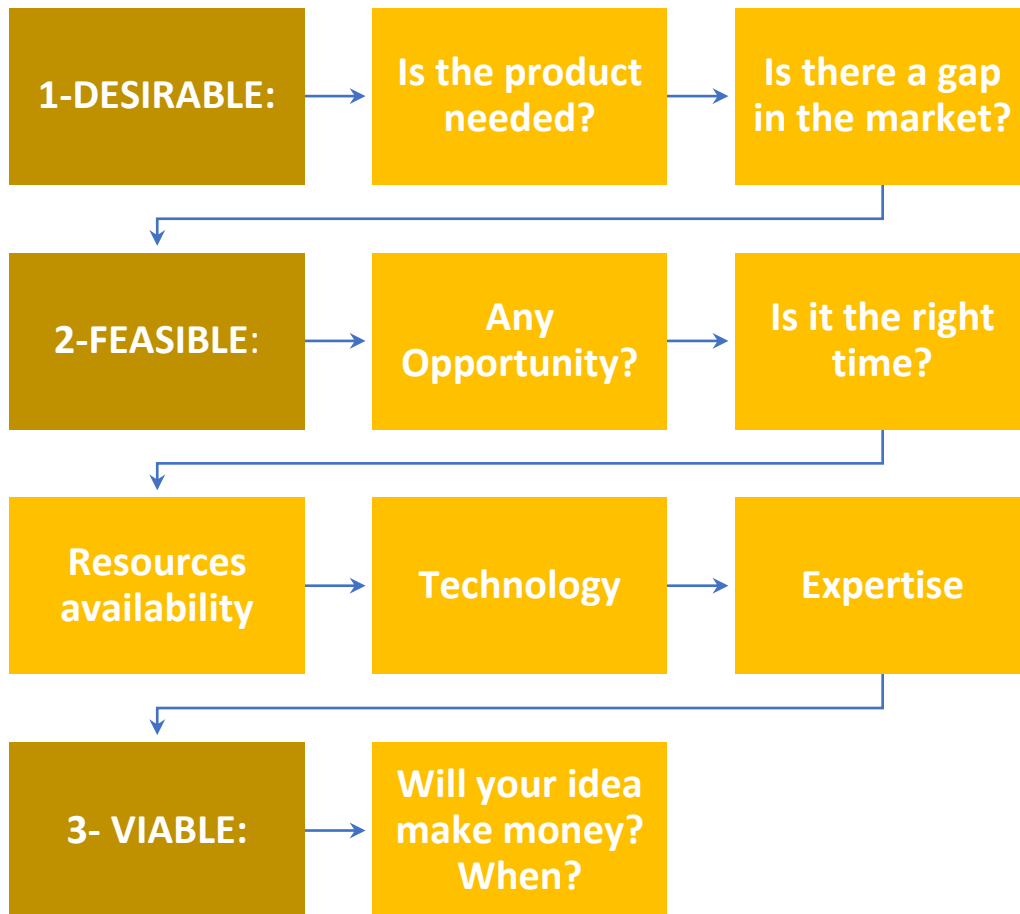 1-DESIRABLE:
Is the product
needed?
Is there a gap
in the market?
2-FEASIBLE:
Any
Opportunity?
Is it the right
time?
Resources
availability
Technology
Expertise
3- VIABLE:
Will your idea
make money?
When?